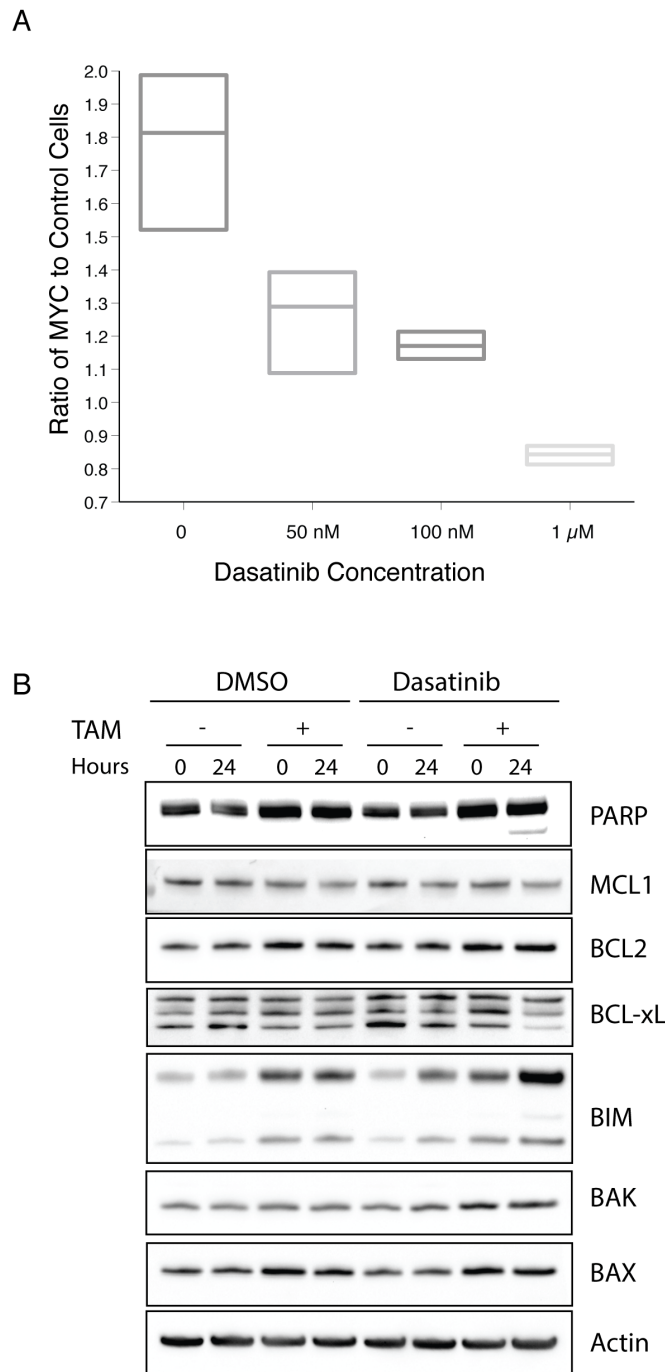 A
Ratio of MYC to Control Cells
2.0
1.9
1.8
1.7
1.6
1.5
1.4
1.3
1.2
1.1
1.0
0.9
0.8
0.7
0 50 nM 100 nM 1 µM
Dasatinib Concentration
B
DMSO Dasatinib
TAM - + - +
Hours 0 24 0 24 0 24 0 24
PARP
MCL1
BCL2
BCL-xL
BIM
BAK
BAX
Actin